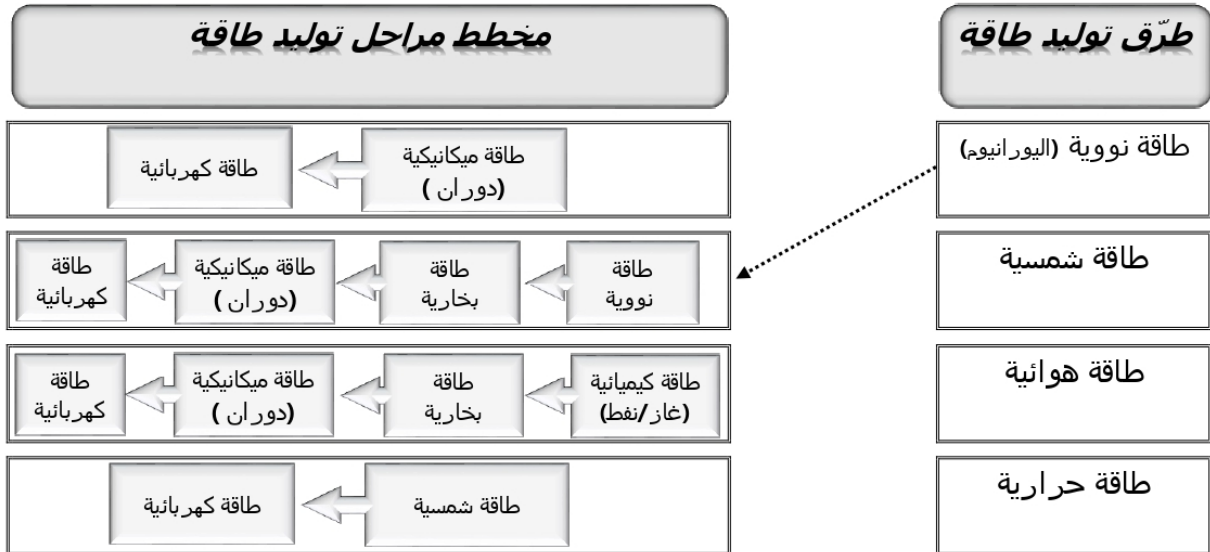 طرّق توليد طاقة
مخطط مراحل توليد طاقة
طاقة نووية (اليورانيوم)
طاقة ميكانيكية
(دوران )
طاقة كهربائية
طاقة شمسية
طاقة
نووية
طاقة
بخارية
طاقة ميكانيكية
(دوران )
طاقة
كهربائية
طاقة هوائية
طاقة كيميائية
(غاز/نفط)
طاقة
بخارية
طاقة ميكانيكية
(دوران )
طاقة
كهربائية
طاقة حرارية
طاقة شمسية
طاقة كهربائية